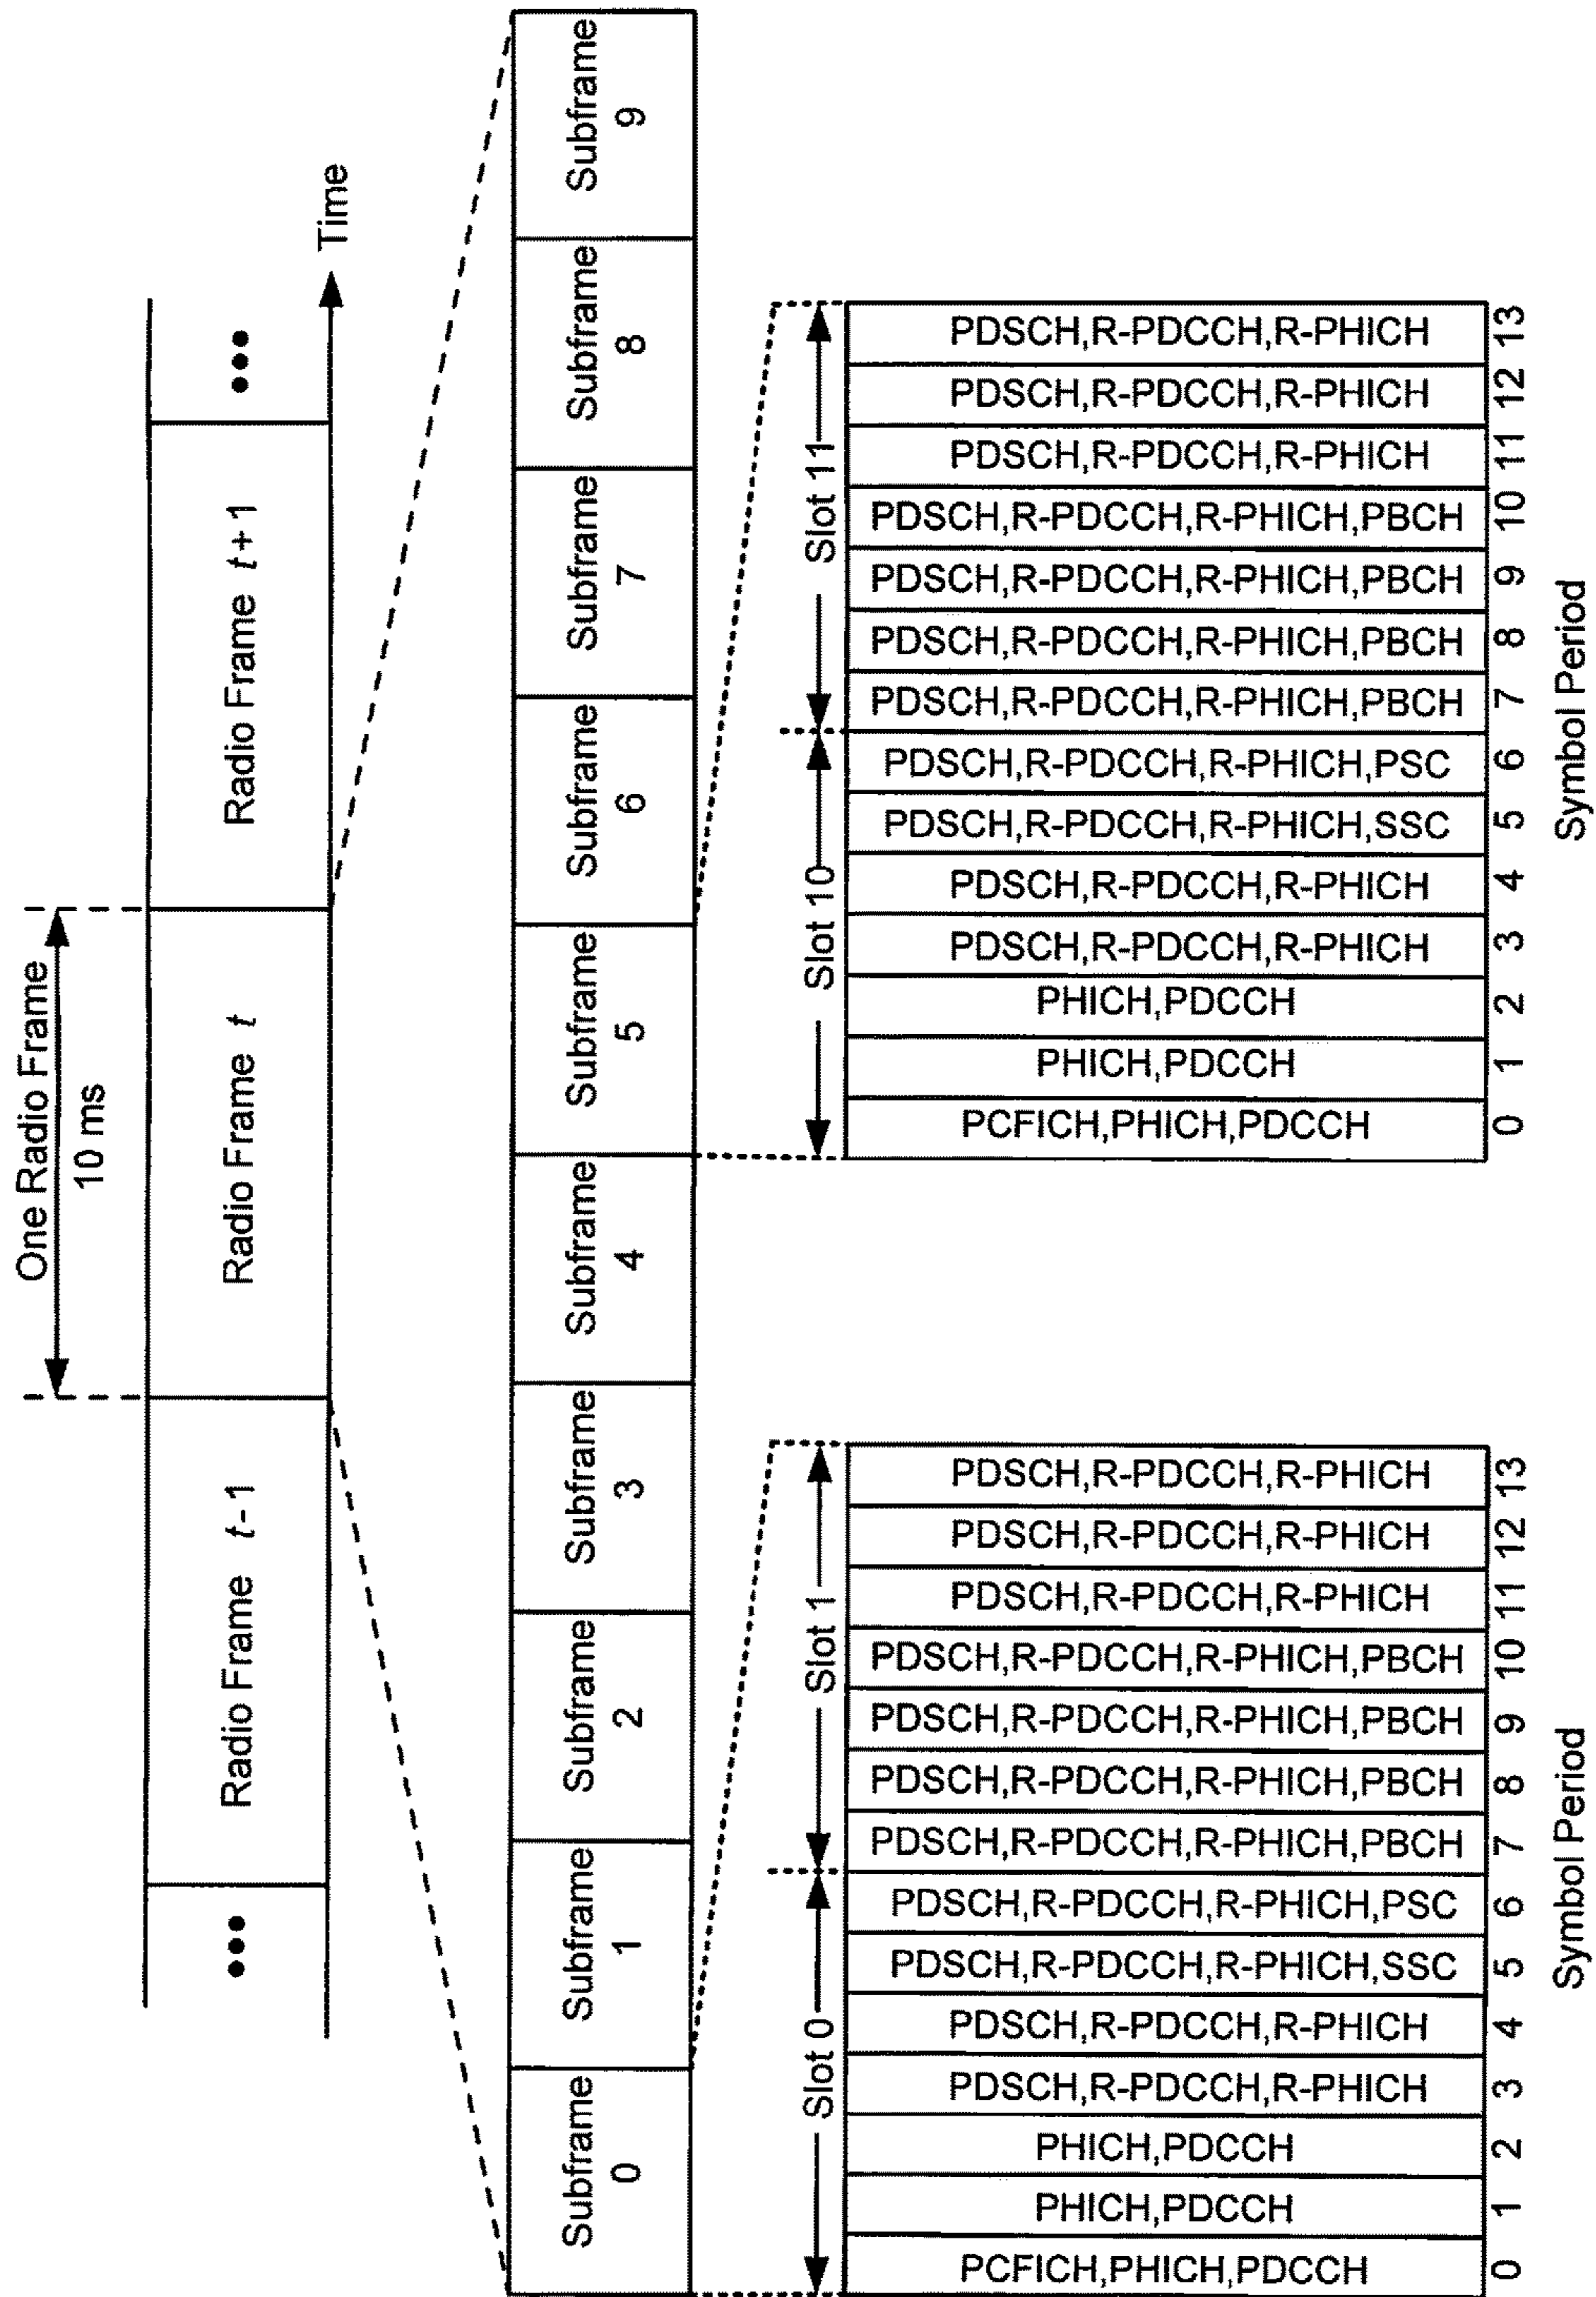 One Radio Frame
10 ms
••• Radio Frame t-1 Radio Frame t Radio Frame t+1 •••
Time
Subframe 0
Subframe 1
Subframe 2
Subframe 3
Subframe 4
Subframe 5
Subframe 6
Subframe 7
Subframe 8
Subframe 9
Slot 0
Slot 1
PCFICH,PHICH,PDCCH
PHICH,PDCCH
PHICH,PDCCH
PDSCH,R-PDCCH,R-PHICH
PDSCH,R-PDCCH,R-PHICH
PDSCH,R-PDCCH,R-PHICH,SSC
PDSCH,R-PDCCH,R-PHICH,PSC
PDSCH,R-PDCCH,R-PHICH,PBCH
PDSCH,R-PDCCH,R-PHICH,PBCH
PDSCH,R-PDCCH,R-PHICH,PBCH
PDSCH,R-PDCCH,R-PHICH,PBCH
PDSCH,R-PDCCH,R-PHICH
PDSCH,R-PDCCH,R-PHICH
PDSCH,R-PDCCH,R-PHICH
0 1 2 3 4 5 6 7 8 9 10 11 12 13
Symbol Period
Slot 10
Slot 11
PCFICH,PHICH,PDCCH
PHICH,PDCCH
PHICH,PDCCH
PDSCH,R-PDCCH,R-PHICH
PDSCH,R-PDCCH,R-PHICH
PDSCH,R-PDCCH,R-PHICH,SSC
PDSCH,R-PDCCH,R-PHICH,PSC
PDSCH,R-PDCCH,R-PHICH,PBCH
PDSCH,R-PDCCH,R-PHICH,PBCH
PDSCH,R-PDCCH,R-PHICH,PBCH
PDSCH,R-PDCCH,R-PHICH,PBCH
PDSCH,R-PDCCH,R-PHICH
PDSCH,R-PDCCH,R-PHICH
PDSCH,R-PDCCH,R-PHICH
0 1 2 3 4 5 6 7 8 9 10 11 12 13
Symbol Period